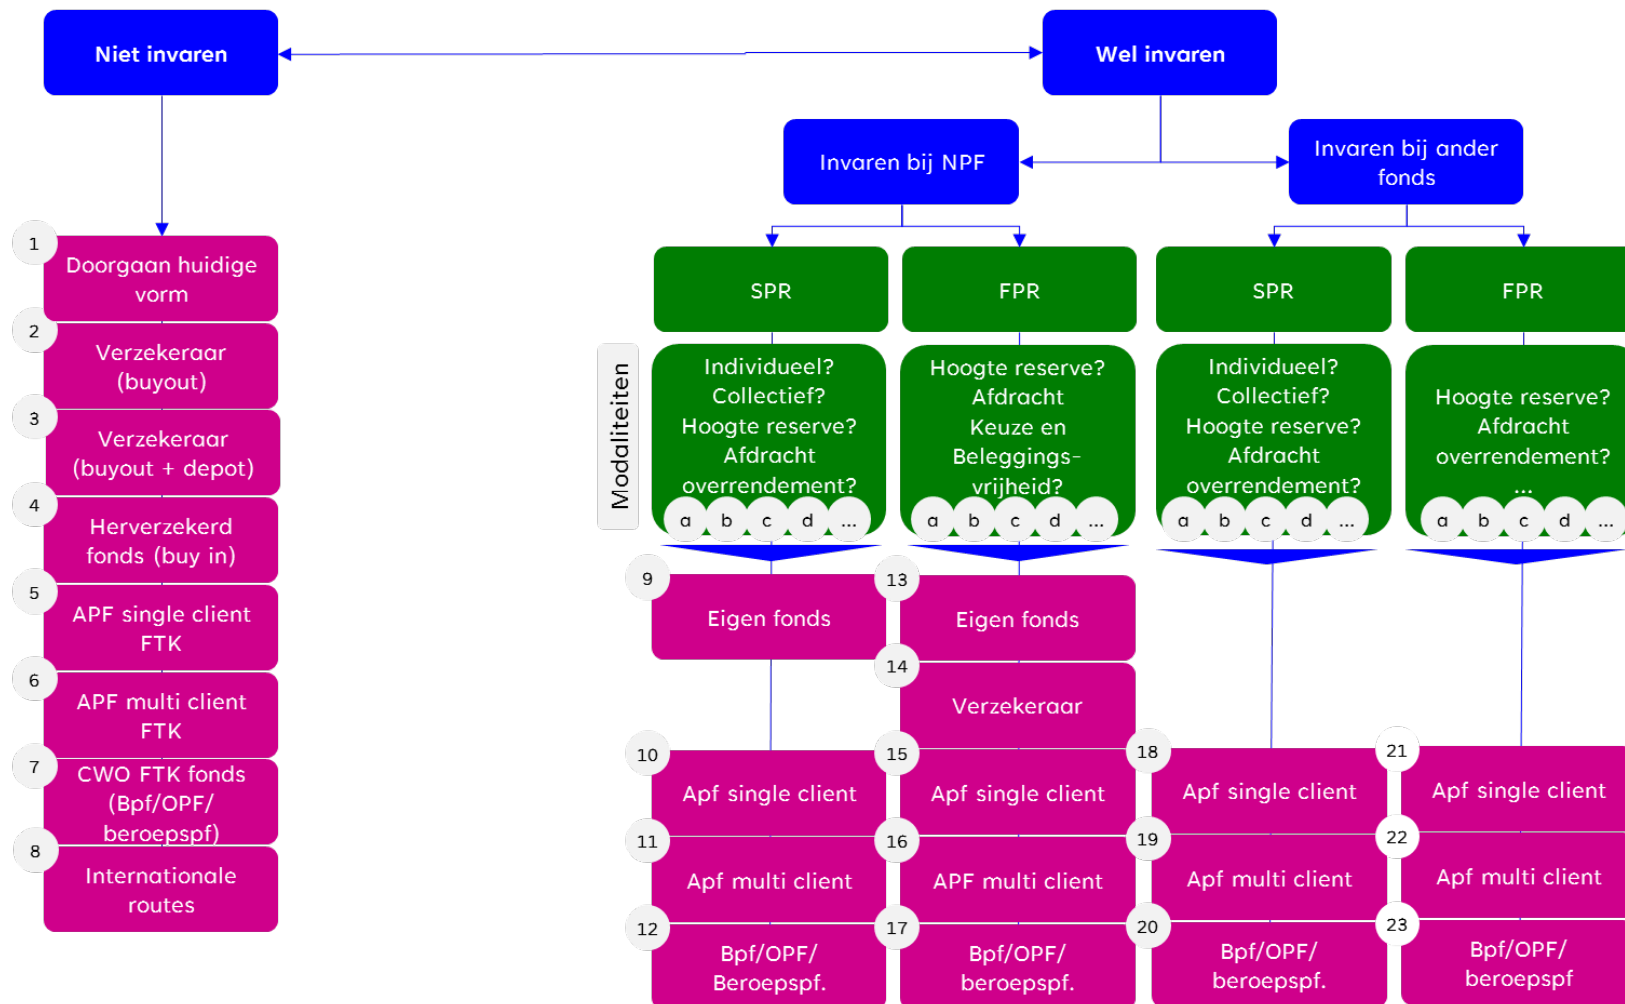 Niet invaren
Wel invaren
Invaren bij NPF
Invaren bij ander
fonds
1
Doorgaan huidige
vorm
2
Verzekeraar
(buyout)
3
Verzekeraar
(buyout + depot)
4
Herverzekerd
fonds (buy in)
5
APF single client
FTK
6
APF multi client
FTK
7
CWO FTK fonds
(Bpf/OPF/
beroepspf)
8
Internationale
routes
Modaliteiten
SPR
Individueel?
Collectief?
Hoogte reserve?
Afdracht
overrendement?
a b c d ...
9
Eigen fonds
10
Apf single client
11
Apf multi client
12
Bpf/OPF/
Beroepspf.
FPR
Hoogte reserve?
Afdracht
Keuze en
Beleggings-
vrijheid?
a b c d ...
13
Eigen fonds
14
Verzekeraar
15
Apf single client
16
APF multi client
17
Bpf/OPF/
beroepspf.
SPR
Individueel?
Collectief?
Hoogte reserve?
Afdracht
overrendement?
a b c d ...
18
Apf single client
19
Apf multi client
20
Bpf/OPF/
beroepspf.
FPR
Hoogte reserve?
Afdracht
overrendement?
...
a b c d ...
21
Apf single client
22
Apf multi client
23
Bpf/OPF/
beroepspf